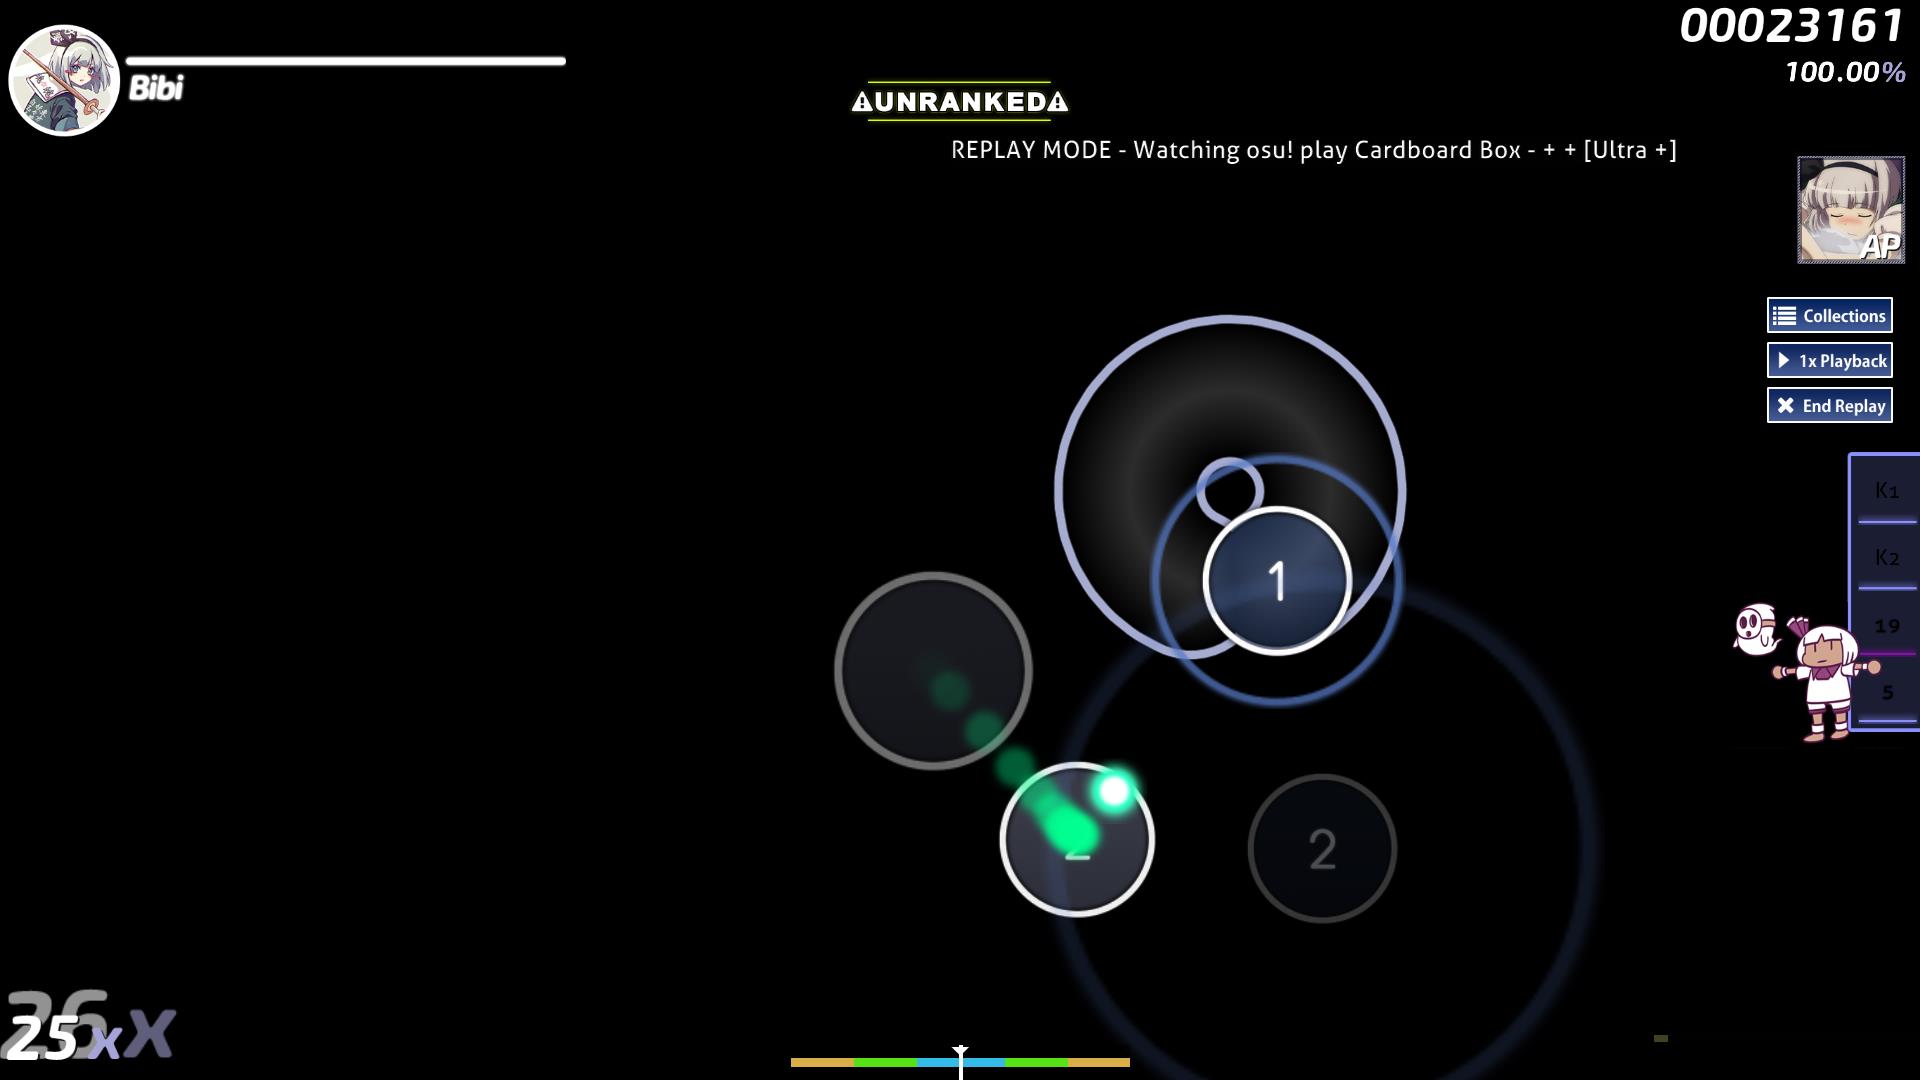 00023161
100.00%
Bibi
UNRANKED
REPLAY MODE - Watching osu! play Cardboard Box - + + [Ultra +]
AP
Collections
1x Playback
End Replay
K1
K2
19
5
1
2
25x
26x